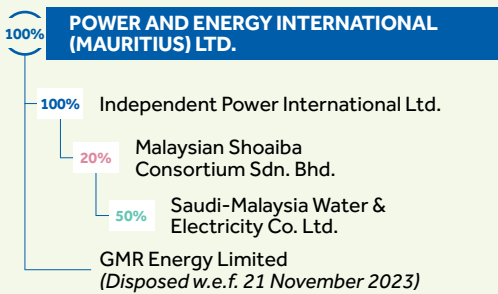 100%
POWER AND ENERGY INTERNATIONAL
(MAURITIUS) LTD.
100%
Independent Power International Ltd.
20%
Malaysian Shoaiba
Consortium Sdn. Bhd.
50%
Saudi-Malaysia Water &
Electricity Co. Ltd.
GMR Energy Limited
(Disposed w.e.f. 21 November 2023)